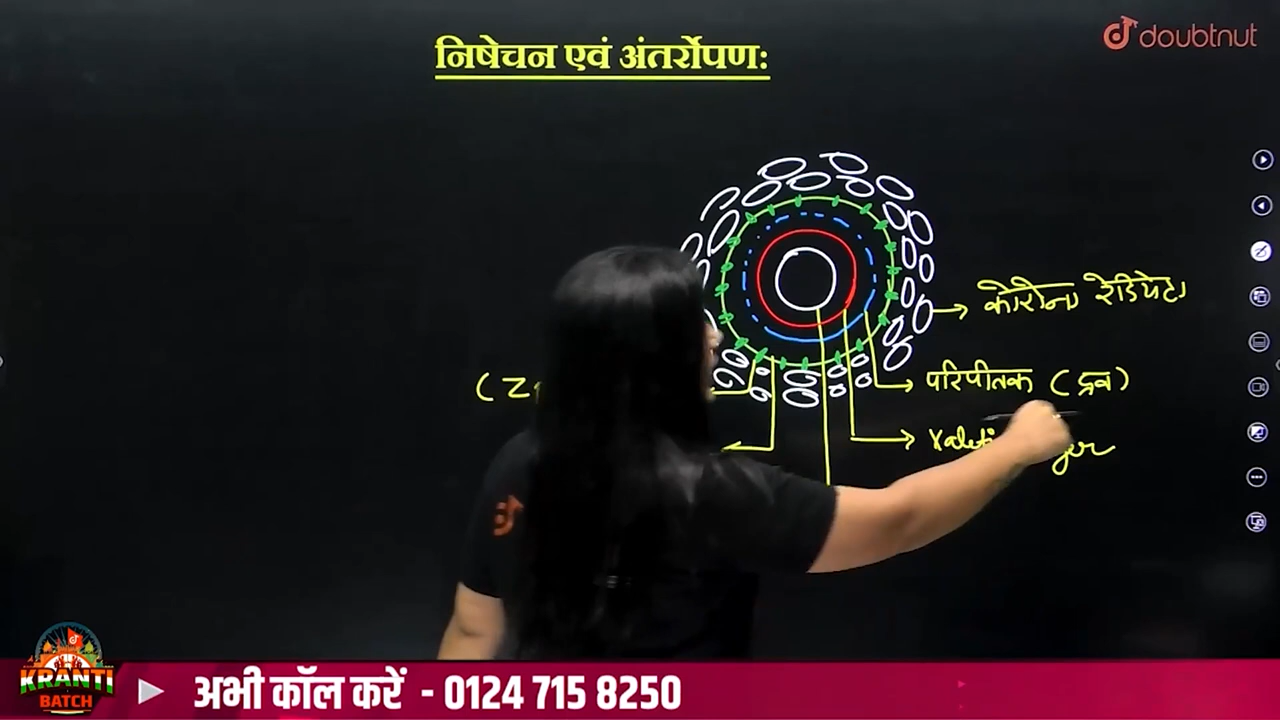 doubtnut
निषेचन एवं अंतर्रोपण:
कोरोना रेडियेटा
परिपीतक (द्रव)
(Z
KRANTI
BATCH
अभी कॉल करें - 0124 715 8250